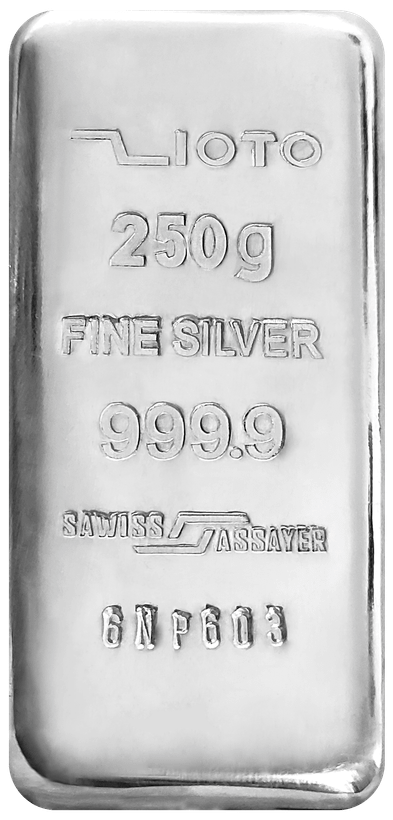 LIOTO
250g
FINE SILVER
999.9
SAWISS ASSAYER
6NP603